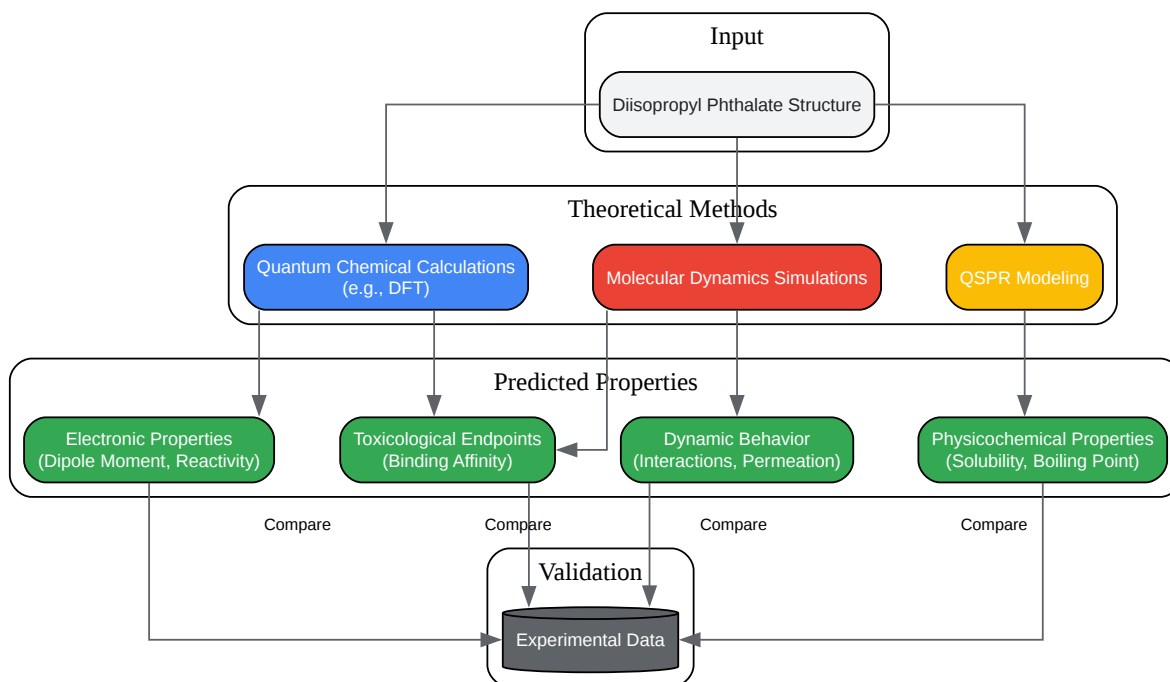 Input
Diisopropyl Phthalate Structure
Theoretical Methods
Quantum Chemical Calculations
(e.g., DFT)
Molecular Dynamics Simulations
QSPR Modeling
Predicted Properties
Electronic Properties
(Dipole Moment, Reactivity)
Toxicological Endpoints
(Binding Affinity)
Dynamic Behavior
(Interactions, Permeation)
Physicochemical Properties
(Solubility, Boiling Point)
Compare
Compare
Compare
Compare
Validation
Experimental Data